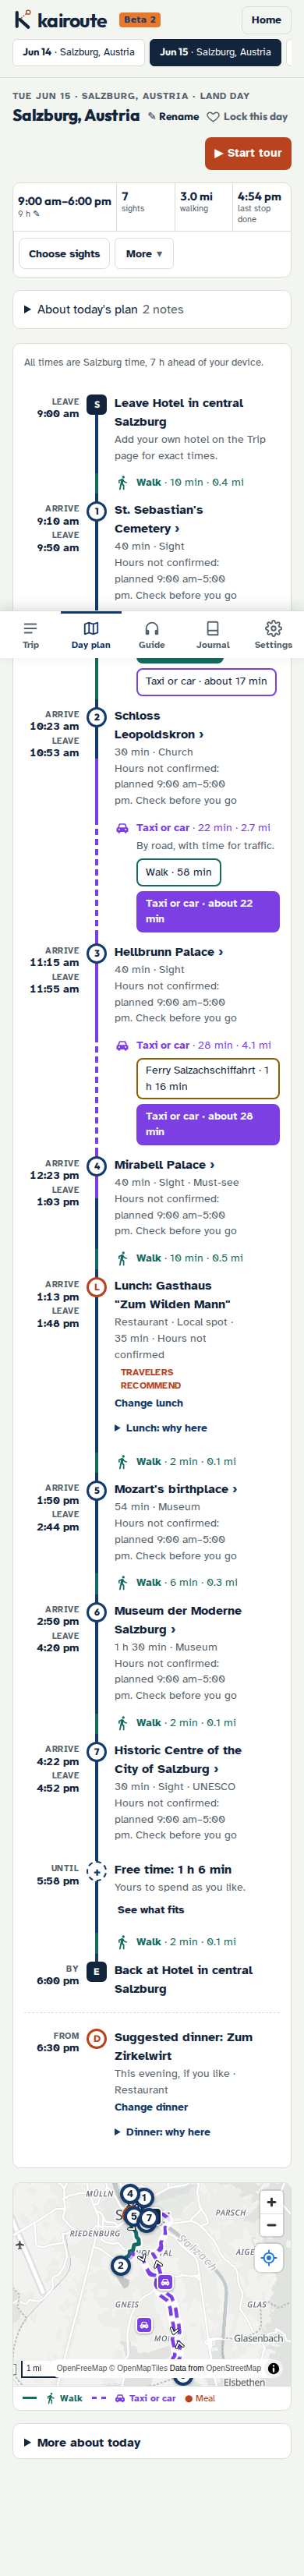 kairoute Beta 2 Home
Jun 14 · Salzburg, Austria Jun 15 · Salzburg, Austria
TUE JUN 15 · SALZBURG, AUSTRIA · LAND DAY
Salzburg, Austria ✎ Rename Lock this day
▶ Start tour
9:00 am–6:00 pm
9 h ✎
7
sights
3.0 mi
walking
4:54 pm
last stop
done
Choose sights More ▾
▶ About today's plan 2 notes
All times are Salzburg time, 7 h ahead of your device.
LEAVE
9:00 am
S
Leave Hotel in central
Salzburg
Add your own hotel on the Trip
page for exact times.
Walk · 10 min · 0.4 mi
ARRIVE
9:10 am
LEAVE
9:50 am
1
St. Sebastian's
Cemetery ›
40 min · Sight
Hours not confirmed:
planned 9:00 am–5:00
pm. Check before you go
Trip Day plan Guide Journal Settings
Taxi or car · about 17 min
ARRIVE
10:23 am
LEAVE
10:53 am
2
Schloss
Leopoldskron ›
30 min · Church
Hours not confirmed:
planned 9:00 am–5:00
pm. Check before you go
Taxi or car · 22 min · 2.7 mi
By road, with time for traffic.
Walk · 58 min
Taxi or car · about 22
min
ARRIVE
11:15 am
LEAVE
11:55 am
3
Hellbrunn Palace ›
40 min · Sight
Hours not confirmed:
planned 9:00 am–5:00
pm. Check before you go
Taxi or car · 28 min · 4.1 mi
Ferry Salzachschiffahrt · 1
h 16 min
Taxi or car · about 28
min
ARRIVE
12:23 pm
LEAVE
1:03 pm
4
Mirabell Palace ›
40 min · Sight · Must-see
Hours not confirmed:
planned 9:00 am–5:00
pm. Check before you go
Walk · 10 min · 0.5 mi
ARRIVE
1:13 pm
LEAVE
1:48 pm
L
Lunch: Gasthaus
"Zum Wilden Mann"
Restaurant · Local spot ·
35 min · Hours not
confirmed
TRAVELERS
RECOMMEND
Change lunch
▶ Lunch: why here
Walk · 2 min · 0.1 mi
ARRIVE
1:50 pm
LEAVE
2:44 pm
5
Mozart's birthplace ›
54 min · Museum
Hours not confirmed:
planned 9:00 am–5:00
pm. Check before you go
Walk · 6 min · 0.3 mi
ARRIVE
2:50 pm
LEAVE
4:20 pm
6
Museum der Moderne
Salzburg ›
1 h 30 min · Museum
Hours not confirmed:
planned 9:00 am–5:00
pm. Check before you go
Walk · 2 min · 0.1 mi
ARRIVE
4:22 pm
LEAVE
4:52 pm
7
Historic Centre of the
City of Salzburg ›
30 min · Sight · UNESCO
Hours not confirmed:
planned 9:00 am–5:00
pm. Check before you go
UNTIL
5:58 pm
+
Free time: 1 h 6 min
Yours to spend as you like.
See what fits
Walk · 2 min · 0.1 mi
BY
6:00 pm
E
Back at Hotel in central
Salzburg
FROM
6:30 pm
D
Suggested dinner: Zum
Zirkelwirt
This evening, if you like ·
Restaurant
Change dinner
▶ Dinner: why here
MÜLLN
4 1
PARSCH
5 7
RIEDENBURG
2
GNEIS
GLAS
Glasenbach
1 mi
OpenFreeMap © OpenMapTiles Data from OpenStreetMap
Elsbethen
Walk Taxi or car Meal
▶ More about today